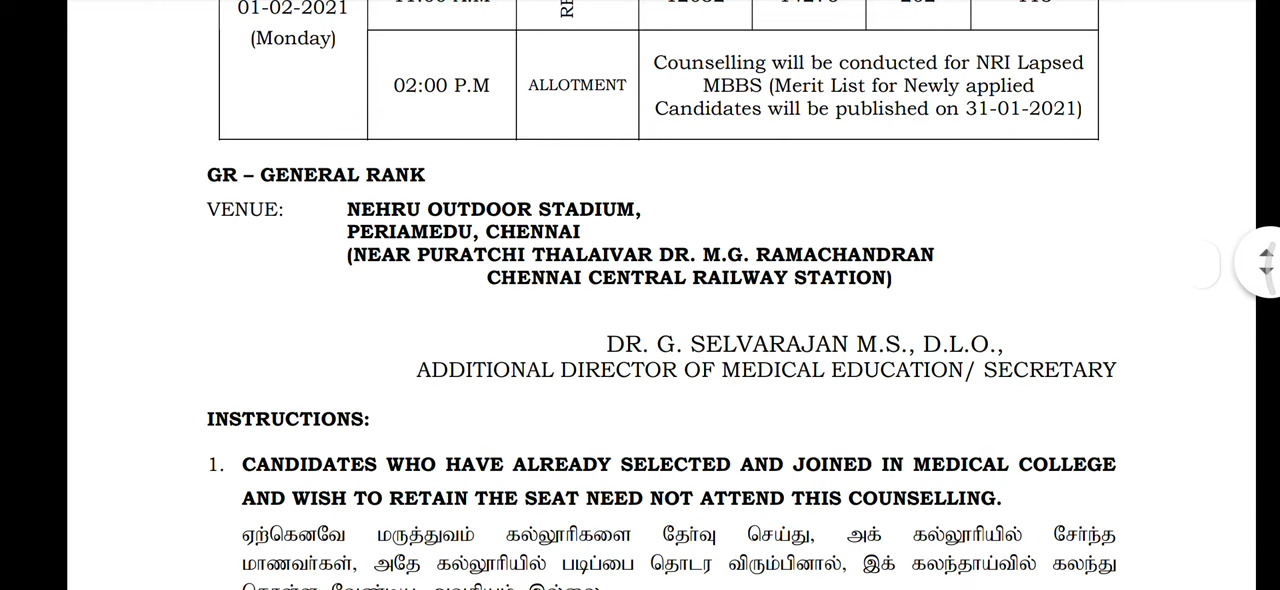 01-02-2021
(Monday)
02:00 P.M
ALLOTMENT
Counselling will be conducted for NRI Lapsed
MBBS (Merit List for Newly applied
Candidates will be published on 31-01-2021)
GR – GENERAL RANK
VENUE: NEHRU OUTDOOR STADIUM,
PERIAMEDU, CHENNAI
(NEAR PURATCHI THALAIVAR DR. M.G. RAMACHANDRAN
CHENNAI CENTRAL RAILWAY STATION)
DR. G. SELVARAJAN M.S., D.L.O.,
ADDITIONAL DIRECTOR OF MEDICAL EDUCATION/ SECRETARY
INSTRUCTIONS:
1. CANDIDATES WHO HAVE ALREADY SELECTED AND JOINED IN MEDICAL COLLEGE
AND WISH TO RETAIN THE SEAT NEED NOT ATTEND THIS COUNSELLING.
ஏற்கெனவே மருத்துவம் கல்லூரிகளை தேர்வு செய்து, அக் கல்லூரியில் சேர்ந்த
மாணவர்கள், அதே கல்லூரியில் படிப்பை தொடர விரும்பினால், இக் கலந்தாய்வில் கலந்து